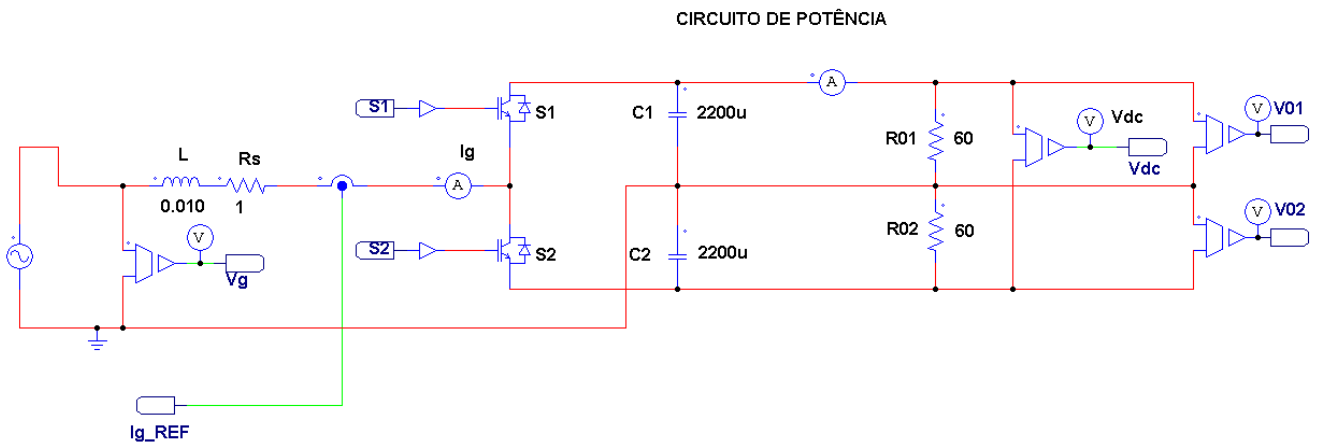 CIRCUITO DE POTÊNCIA
A
S1
S1
C1
2200u
V
V01
V
Vdc
R01
60
Vdc
L
Rs
Ig
A
0.010
1
V
Vg
S2
S2
C2
2200u
R02
60
V
V02
Ig_REF